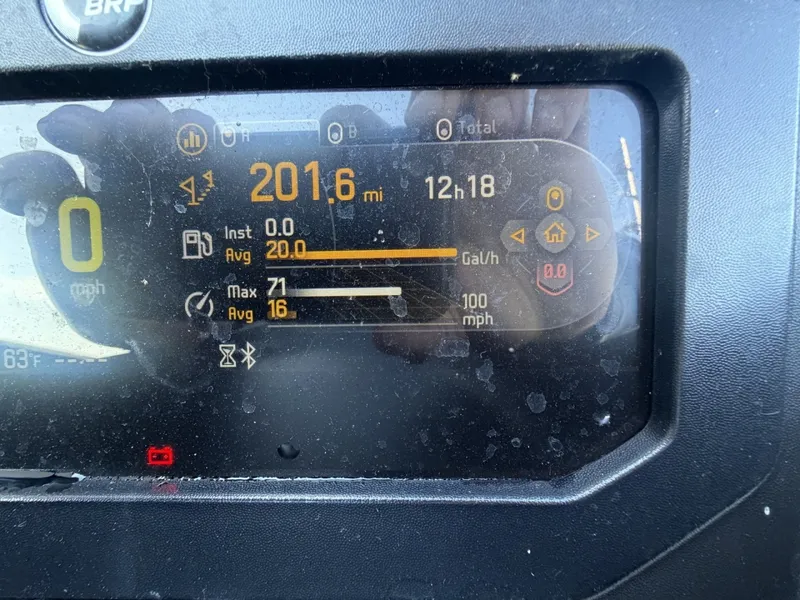 BRP
A B Total
201.6 mi 12h18
0
mph
Inst 0.0
Avg 20.0 Gal/h
0.0
Max 71 100
Avg 16 mph
63°F --:--